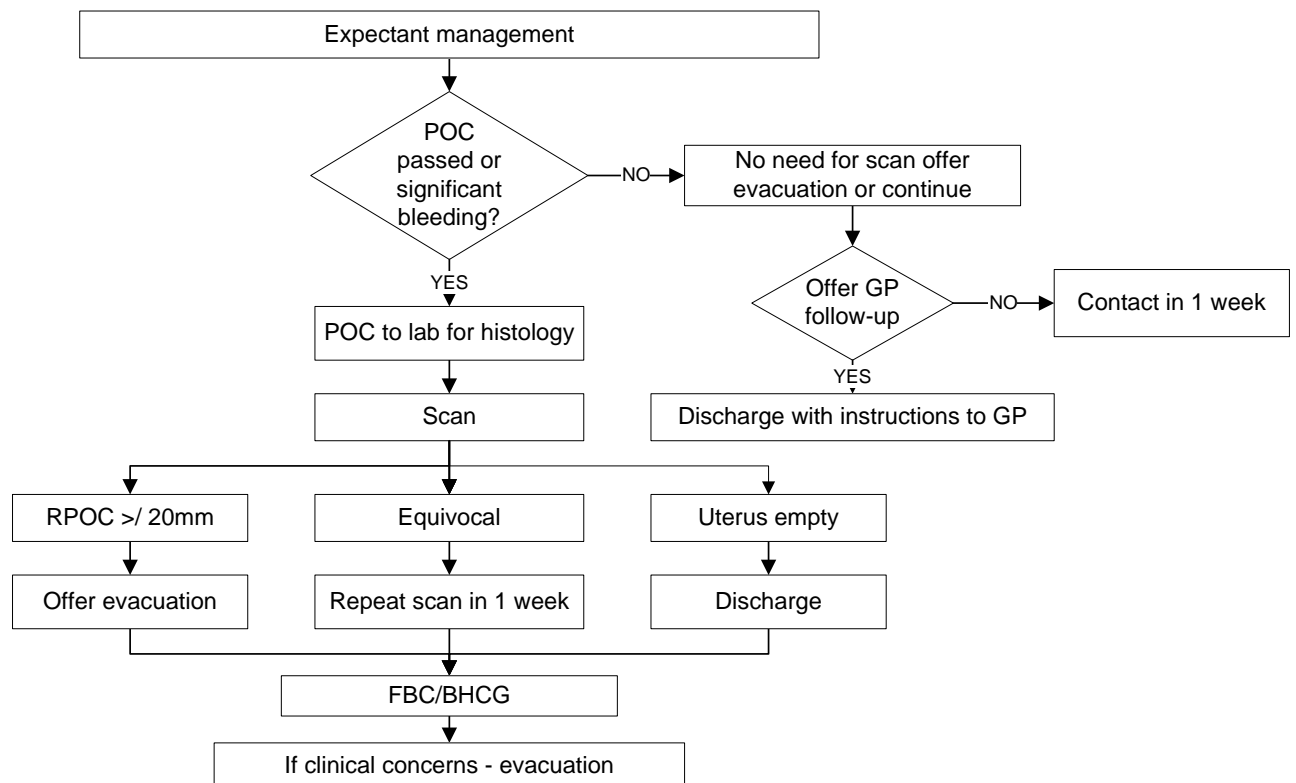 Expectant management
POC
passed or
significant
bleeding?
NO
No need for scan offer
evacuation or continue
YES
Offer GP
follow-up
NO
Contact in 1 week
POC to lab for histology
YES
Scan
Discharge with instructions to GP
RPOC >/ 20mm
Equivocal
Uterus empty
Offer evacuation
Repeat scan in 1 week
Discharge
FBC/BHCG
If clinical concerns - evacuation